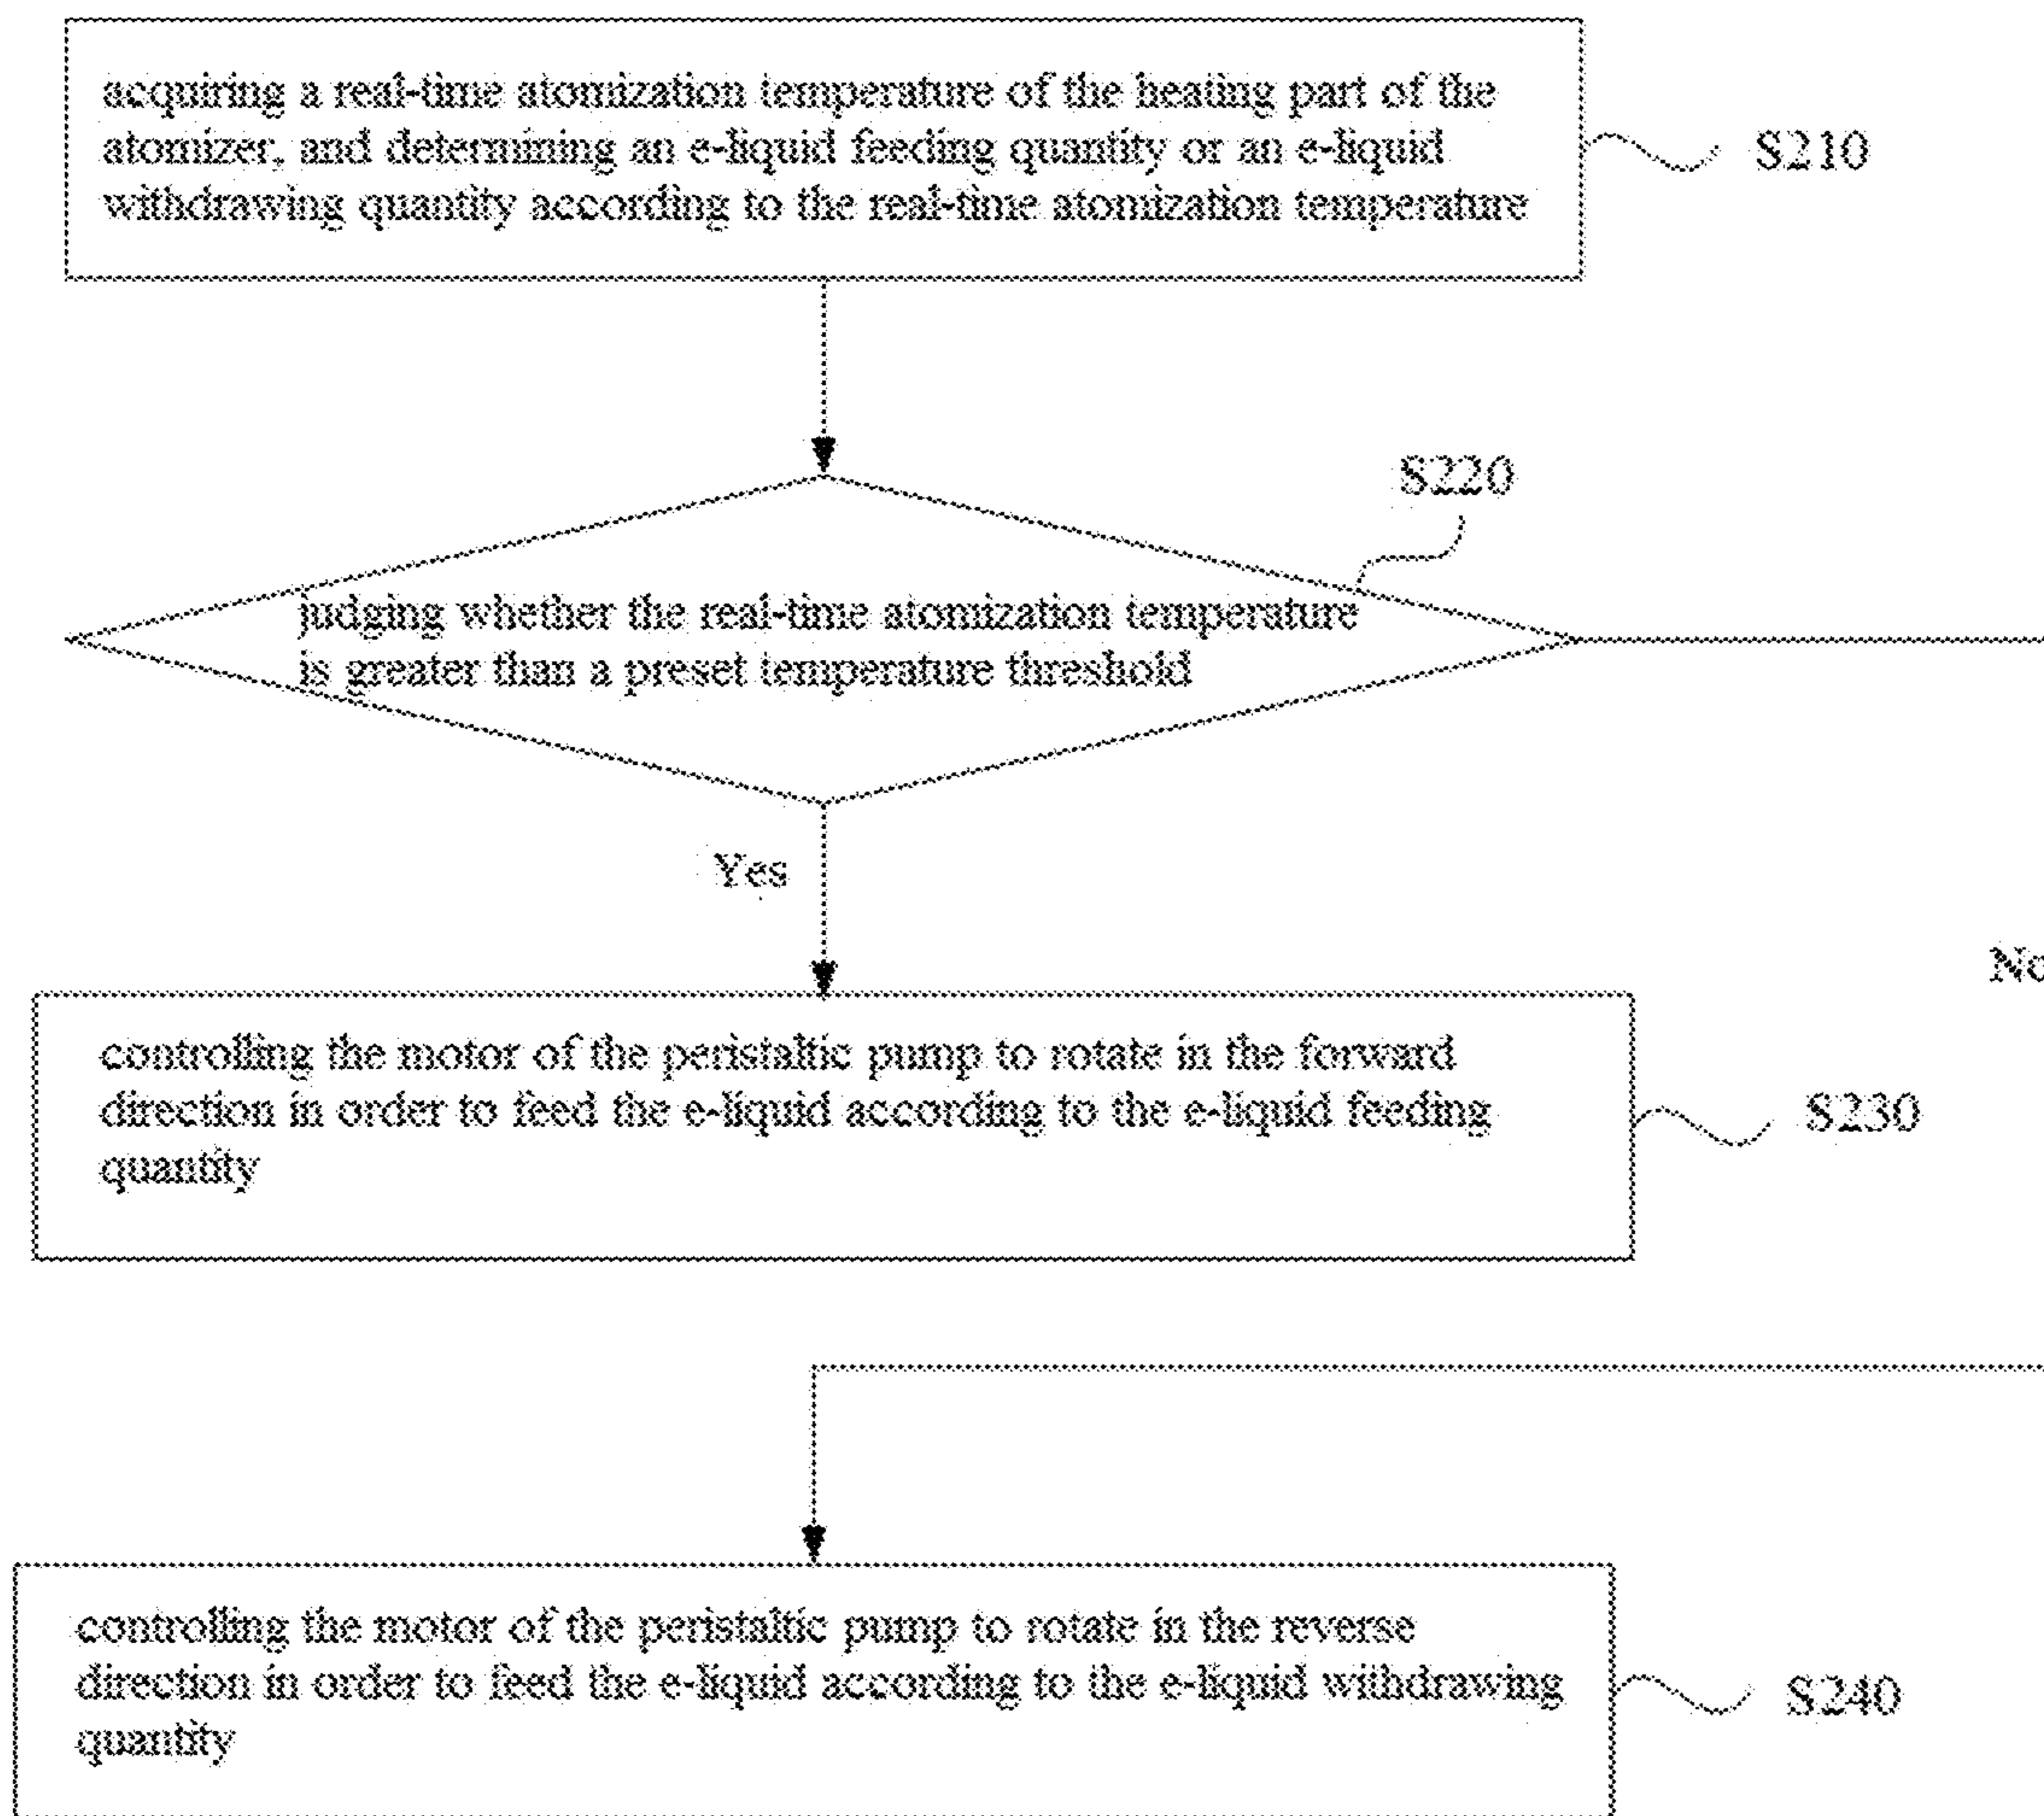 acquiring a real-time atomization temperature of the heating part of the
atomizer, and determining an e-liquid feeding quantity or an e-liquid
withdrawing quantity according to the real-time atomization temperature
S210
S220
judging whether the real-time atomization temperature
is greater than a preset temperature threshold
Yes
No
controlling the motor of the peristaltic pump to rotate in the forward
direction in order to feed the e-liquid according to the e-liquid feeding
quantity
S230
controlling the motor of the peristaltic pump to rotate in the reverse
direction in order to feed the e-liquid according to the e-liquid withdrawing
quantity
S240